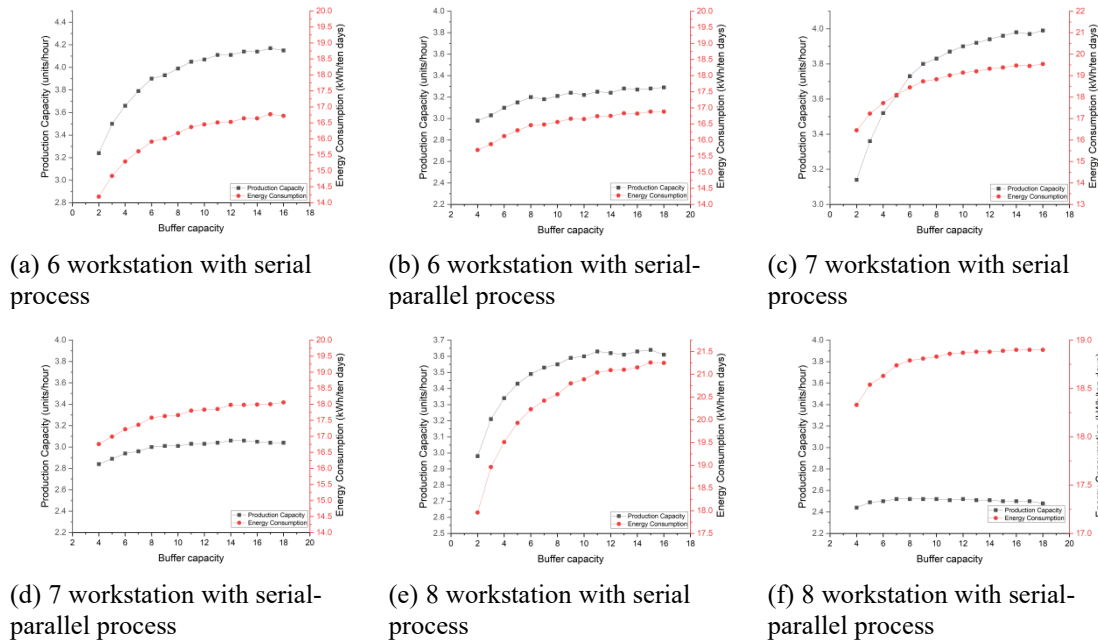 4.4
4.2
4.0
3.8
3.6
3.4
3.2
3.0
2.8
Production Capacity (units/hour)
20.0
19.5
19.0
18.5
18.0
17.5
17.0
16.5
16.0
15.5
15.0
14.5
14.0
Energy Consumption (kWh/ten days)
Production Capacity
Energy Consumption
0 2 4 6 8 10 12 14 16 18
Buffer capacity
(a) 6 workstation with serial
process
4.0
3.8
3.6
3.4
3.2
3.0
2.8
2.6
2.4
2.2
Production Capacity (units/hour)
20.0
19.5
19.0
18.5
18.0
17.5
17.0
16.5
16.0
15.5
15.0
14.5
14.0
Energy Consumption (kWh/ten days)
Production Capacity
Energy Consumption
2 4 6 8 10 12 14 16 18 20
Buffer capacity
(b) 6 workstation with serial-
parallel process
4.0
3.8
3.6
3.4
3.2
3.0
Production Capacity (units/hour)
22
21
20
19
18
17
16
15
14
13
Energy Consumption (kWh/ten days)
Production Capacity
Energy Consumption
0 2 4 6 8 10 12 14 16 18
Buffer capacity
(c) 7 workstation with serial
process
4.0
3.8
3.6
3.4
3.2
3.0
2.8
2.6
2.4
2.2
Production Capacity (units/hour)
20.0
19.5
19.0
18.5
18.0
17.5
17.0
16.5
16.0
15.5
15.0
14.5
14.0
Energy Consumption (kWh/ten days)
Production Capacity
Energy Consumption
2 4 6 8 10 12 14 16 18 20
Buffer capacity
(d) 7 workstation with serial-
parallel process
3.7
3.6
3.5
3.4
3.3
3.2
3.1
3.0
2.9
2.8
2.7
2.6
2.5
Production Capacity (units/hour)
21.5
21.0
20.5
20.0
19.5
19.0
18.5
18.0
17.5
Energy Consumption (kWh/ten days)
Production Capacity
Energy Consumption
0 2 4 6 8 10 12 14 16 18
Buffer capacity
(e) 8 workstation with serial
process
4.0
3.8
3.6
3.4
3.2
3.0
2.8
2.6
2.4
2.2
Production Capacity (units/hour)
19.0
18.0
17.0
Energy Consumption (kWh/ten days)
Production Capacity
Energy Consumption
2 4 6 8 10 12 14 16 18 20
Buffer capacity
(f) 8 workstation with serial-
parallel process